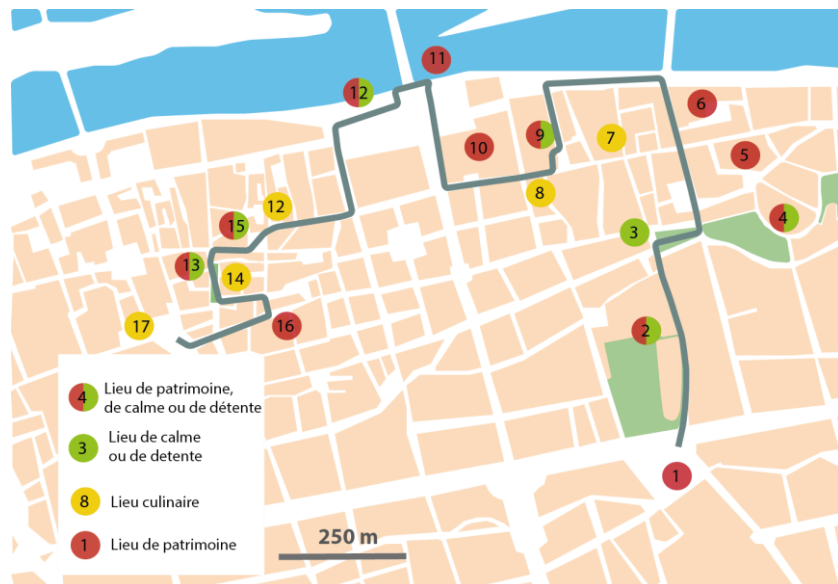 11
12
6
10
9
7
5
8
12
4
15
3
13
14
17
16
2
4 Lieu de patrimoine,
de calme ou de détente
3 Lieu de calme
ou de detente
8 Lieu culinaire
1 Lieu de patrimoine
250 m
1